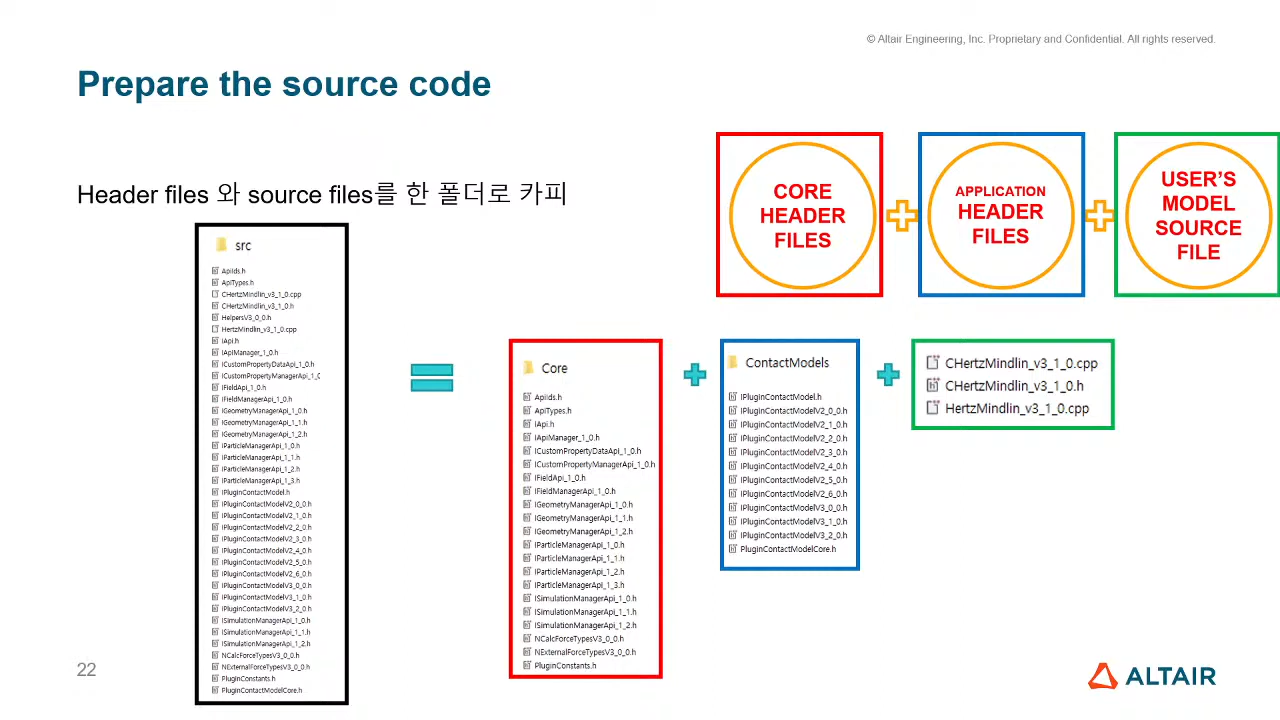 © Altair Engineering, Inc. Proprietary and Confidential. All rights reserved.
Prepare the source code
Header files 와 source files를 한 폴더로 카피
CORE
HEADER
FILES
APPLICATION
HEADER
FILES
USER'S
MODEL
SOURCE
FILE
src
ApiIds.h
ApiTypes.h
CHertzMindlin_v3_1_0.cpp
CHertzMindlin_v3_1_0.h
HelpersV3_0_0.h
HertzMindlin_v3_1_0.cpp
IApi.h
IApiManager_1_0.h
ICustomPropertyDataApi_1_0.h
ICustomPropertyManagerApi_1_0
IFieldApi_1_0.h
IFieldManagerApi_1_0.h
IGeometryManagerApi_1_0.h
IGeometryManagerApi_1_1.h
IGeometryManagerApi_1_2.h
IParticleManagerApi_1_0.h
IParticleManagerApi_1_1.h
IParticleManagerApi_1_2.h
IParticleManagerApi_1_3.h
IPluginContactModel.h
IPluginContactModelV2_0_0.h
IPluginContactModelV2_1_0.h
IPluginContactModelV2_2_0.h
IPluginContactModelV2_3_0.h
IPluginContactModelV2_4_0.h
IPluginContactModelV2_5_0.h
IPluginContactModelV2_6_0.h
IPluginContactModelV3_0_0.h
IPluginContactModelV3_1_0.h
IPluginContactModelV3_2_0.h
ISimulationManagerApi_1_0.h
ISimulationManagerApi_1_1.h
ISimulationManagerApi_1_2.h
NCalcForceTypesV3_0_0.h
NExternalForceTypesV3_0_0.h
PluginConstants.h
PluginContactModelCore.h
Core
ApiIds.h
ApiTypes.h
IApi.h
IApiManager_1_0.h
ICustomPropertyDataApi_1_0.h
ICustomPropertyManagerApi_1_0.h
IFieldApi_1_0.h
IFieldManagerApi_1_0.h
IGeometryManagerApi_1_0.h
IGeometryManagerApi_1_1.h
IGeometryManagerApi_1_2.h
IParticleManagerApi_1_0.h
IParticleManagerApi_1_1.h
IParticleManagerApi_1_2.h
IParticleManagerApi_1_3.h
ISimulationManagerApi_1_0.h
ISimulationManagerApi_1_1.h
ISimulationManagerApi_1_2.h
NCalcForceTypesV3_0_0.h
NExternalForceTypesV3_0_0.h
PluginConstants.h
ContactModels
IPluginContactModel.h
IPluginContactModelV2_0_0.h
IPluginContactModelV2_1_0.h
IPluginContactModelV2_2_0.h
IPluginContactModelV2_3_0.h
IPluginContactModelV2_4_0.h
IPluginContactModelV2_5_0.h
IPluginContactModelV2_6_0.h
IPluginContactModelV3_0_0.h
IPluginContactModelV3_1_0.h
IPluginContactModelV3_2_0.h
PluginContactModelCore.h
CHertzMindlin_v3_1_0.cpp
CHertzMindlin_v3_1_0.h
HertzMindlin_v3_1_0.cpp
22
ALTAIR